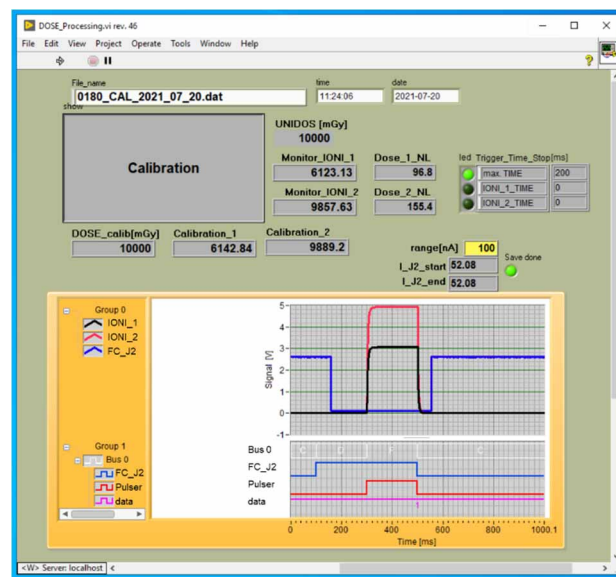 DOSE_Processing.vi rev. 46
File Edit View Project Operate Tools Window Help
File_name
time
date
0180_CAL_2021_07_20.dat
11:24:06
2021-07-20
show
Calibration
UNIDOS [mGy]
10000
Monitor_IONI_1
Dose_1_NL
6123.13
96.8
Monitor_IONI_2
Dose_2_NL
9857.63
155.4
led Trigger_Time_Stop[ms]
max. TIME 200
IONI_1_TIME 0
IONI_2_TIME 0
DOSE_calib[mGy]
Calibration_1
Calibration_2
10000
6142.84
9889.2
range[nA] 100
I_J2_start 52.08
Save done
I_J2_end 52.08
Group 0
IONI_1
IONI_2
FC_J2
Signal [V]
5
4
3
2
1
0
-1
Group 1
Bus 0
FC_J2
Pulser
data
Bus 0 C D F C
FC_J2
Pulser
data 1
0 200 400 600 800 1000.1
Time [ms]
<W> Server: localhost